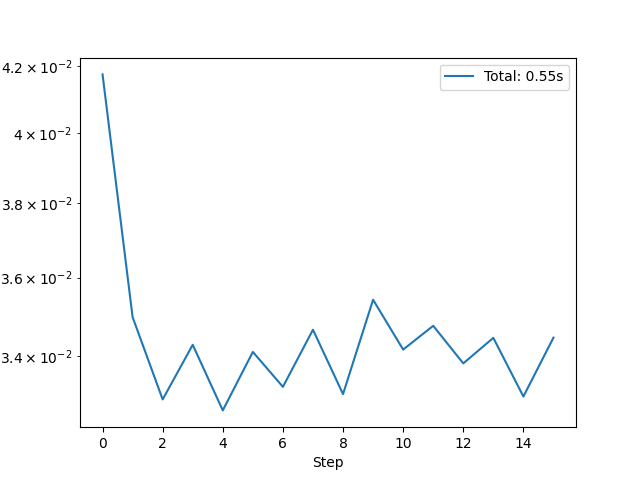 4.2 × 10⁻²
4 × 10⁻²
3.8 × 10⁻²
3.6 × 10⁻²
3.4 × 10⁻²
Total: 0.55s
0 2 4 6 8 10 12 14
Step